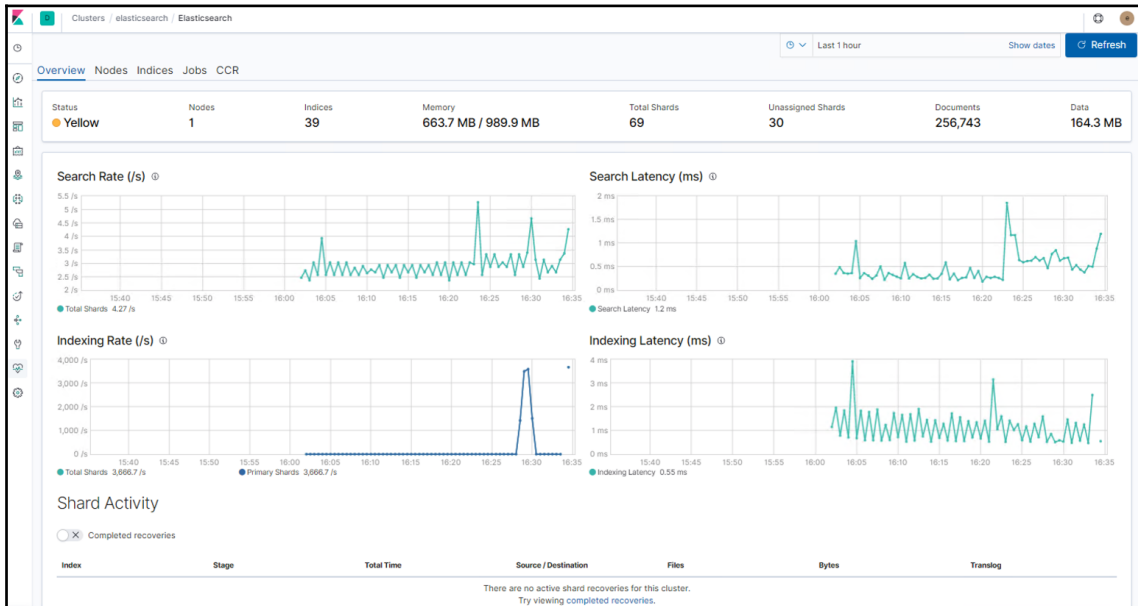 D Clusters / elasticsearch / Elasticsearch e
Last 1 hour Show dates Refresh
Overview Nodes Indices Jobs CCR
Status Nodes Indices Memory Total Shards Unassigned Shards Documents Data
Yellow 1 39 663.7 MB / 989.9 MB 69 30 256,743 164.3 MB
Search Rate (/s)
5.5 /s
5 /s
4.5 /s
4 /s
3.5 /s
3 /s
2.5 /s
2 /s
15:40 15:45 15:50 15:55 16:00 16:05 16:10 16:15 16:20 16:25 16:30 16:35
Total Shards 4.27 /s
Search Latency (ms)
2 ms
1.5 ms
1 ms
0.5 ms
0 ms
15:40 15:45 15:50 15:55 16:00 16:05 16:10 16:15 16:20 16:25 16:30 16:35
Search Latency 1.2 ms
Indexing Rate (/s)
4,000 /s
3,000 /s
2,000 /s
1,000 /s
0 /s
15:40 15:45 15:50 15:55 16:00 16:05 16:10 16:15 16:20 16:25 16:30 16:35
Total Shards 3,666.7 /s Primary Shards 3,666.7 /s
Indexing Latency (ms)
4 ms
3 ms
2 ms
1 ms
0 ms
15:40 15:45 15:50 15:55 16:00 16:05 16:10 16:15 16:20 16:25 16:30 16:35
Indexing Latency 0.55 ms
Shard Activity
Completed recoveries
Index Stage Total Time Source / Destination Files Bytes Translog
There are no active shard recoveries for this cluster.
Try viewing completed recoveries.